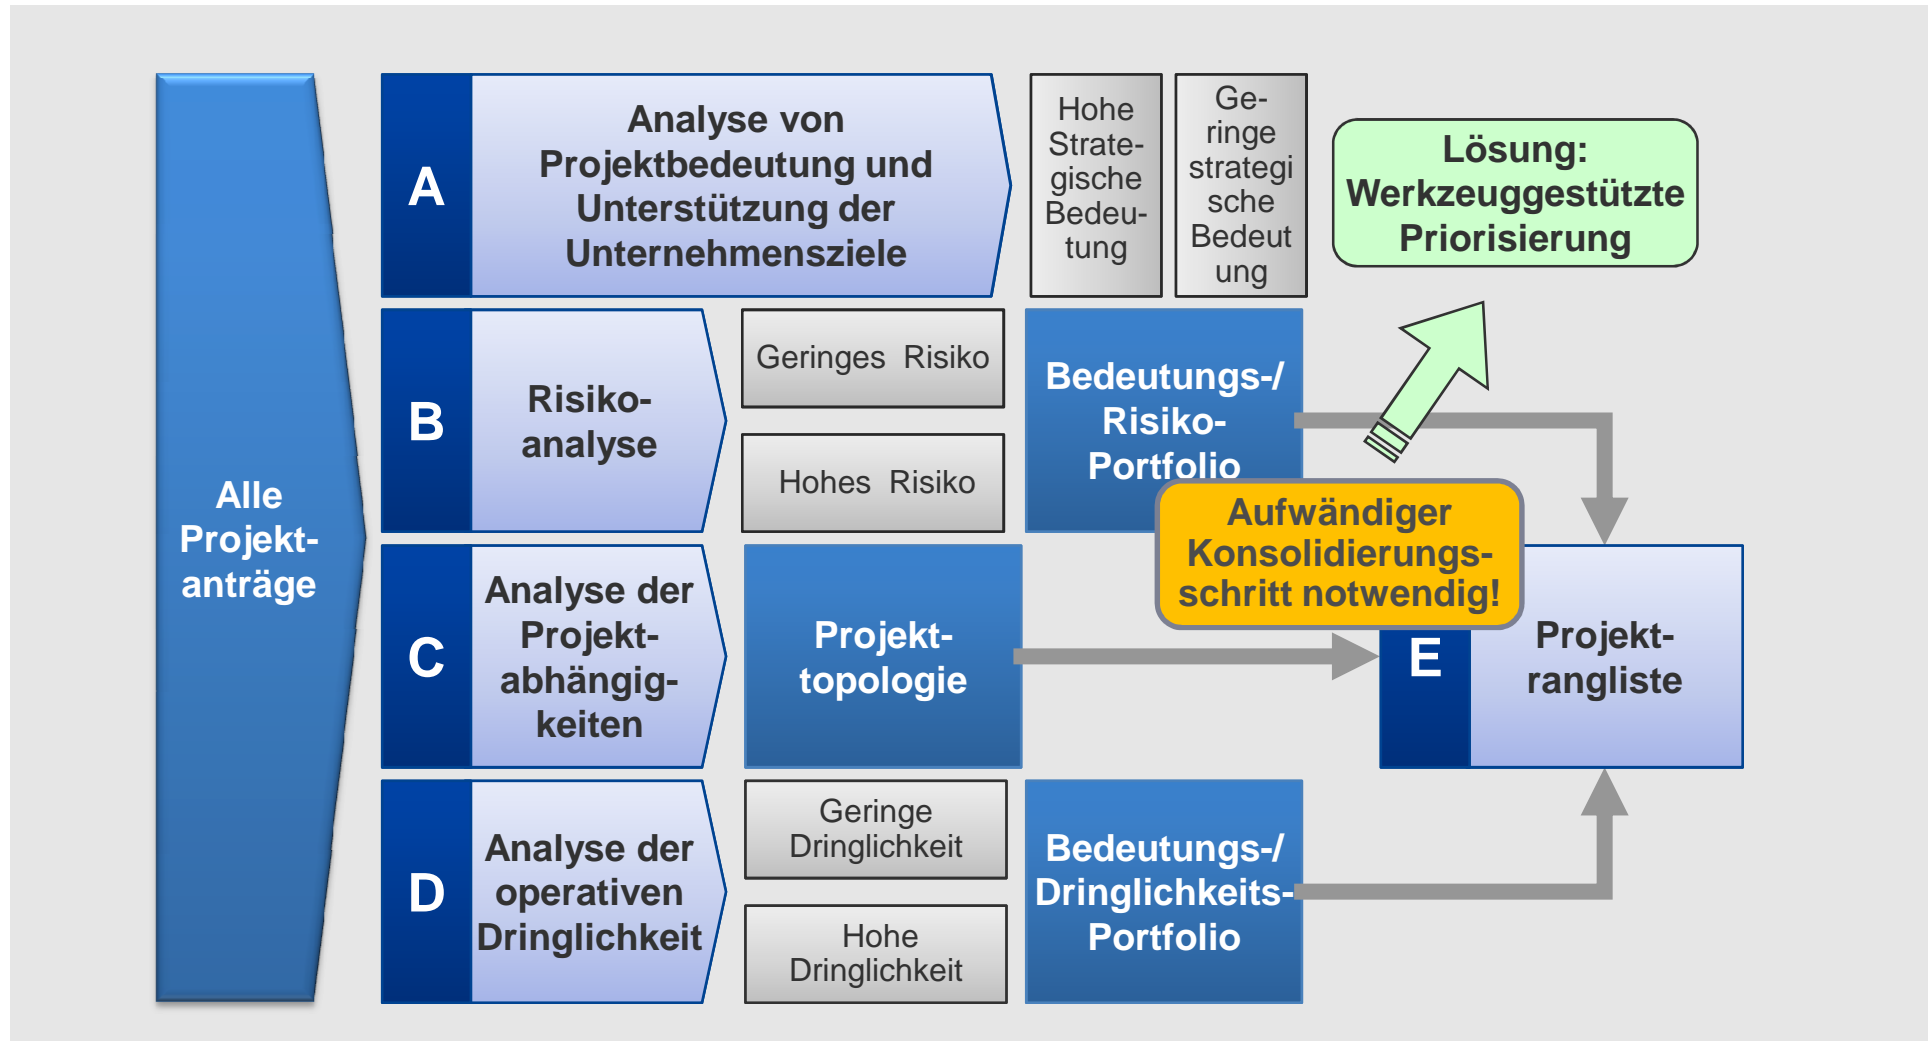 Alle
Projekt-
anträge
A
Analyse von
Projektbedeutung und
Unterstützung der
Unternehmensziele
Hohe
Strate-
gische
Bedeu-
tung
Ge-
ringe
strategi
sche
Bedeut
ung
Lösung:
Werkzeuggestützte
Priorisierung
B
Risiko-
analyse
Geringes Risiko
Hohes Risiko
Bedeutungs-/
Risiko-
Portfolio
Aufwändiger
Konsolidierungs-
schritt notwendig!
C
Analyse der
Projekt-
abhängig-
keiten
Projekt-
topologie
E
Projekt-
rangliste
D
Analyse der
operativen
Dringlichkeit
Geringe
Dringlichkeit
Hohe
Dringlichkeit
Bedeutungs-/
Dringlichkeits-
Portfolio